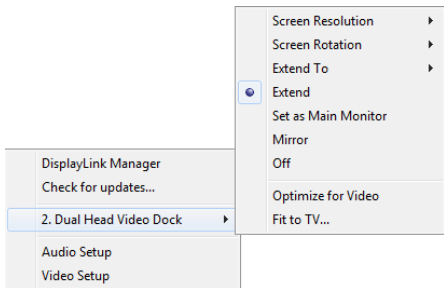 Screen Resolution
Screen Rotation
Extend To
Extend
Set as Main Monitor
Mirror
Off
Optimize for Video
Fit to TV...
DisplayLink Manager
Check for updates...
2. Dual Head Video Dock
Audio Setup
Video Setup